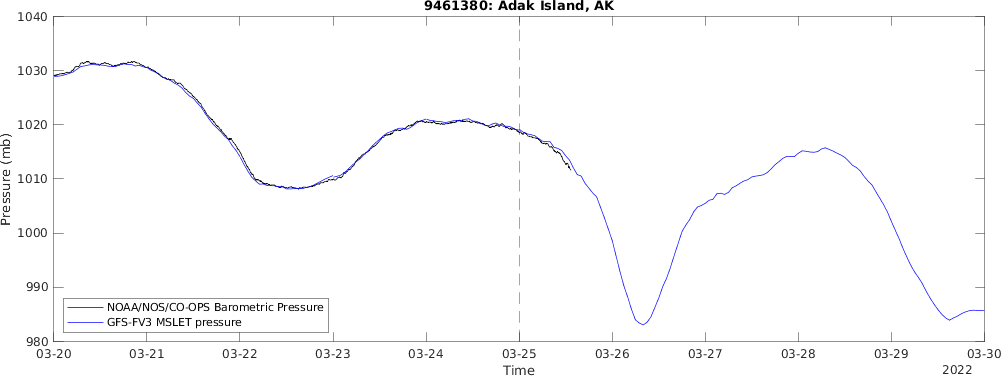 9461380: Adak Island, AK
Pressure (mb)
1040
1030
1020
1010
1000
990
980
NOAA/NOS/CO-OPS Barometric Pressure
GFS-FV3 MSLET pressure
03-20 03-21 03-22 03-23 03-24 03-25 03-26 03-27 03-28 03-29 03-30
Time
2022